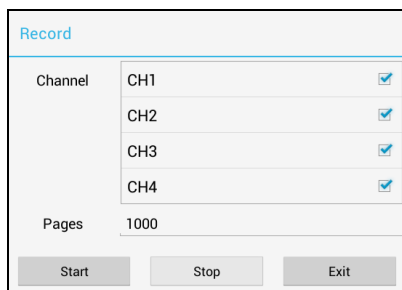 Record
Channel
CH1
CH2
CH3
CH4
Pages
1000
Start
Stop
Exit